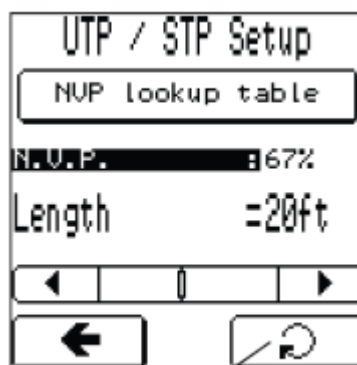 UTP / STP Setup
NVP lookup table
N.V.P. :67%
Length =20ft